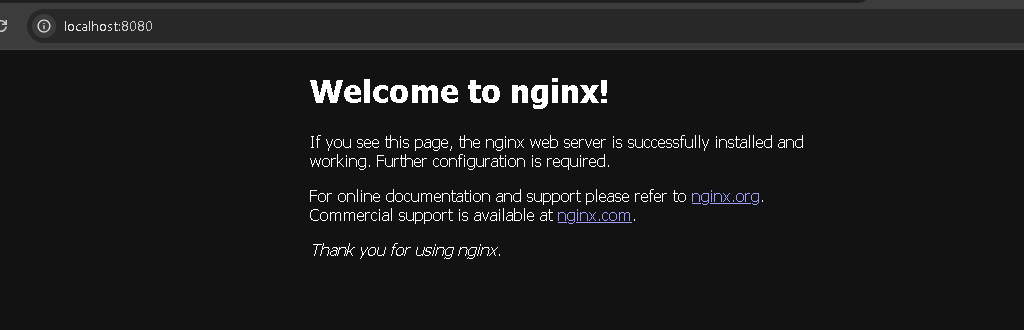 localhost:8080
Welcome to nginx!
If you see this page, the nginx web server is successfully installed and
working. Further configuration is required.
For online documentation and support please refer to nginx.org.
Commercial support is available at nginx.com.
Thank you for using nginx.